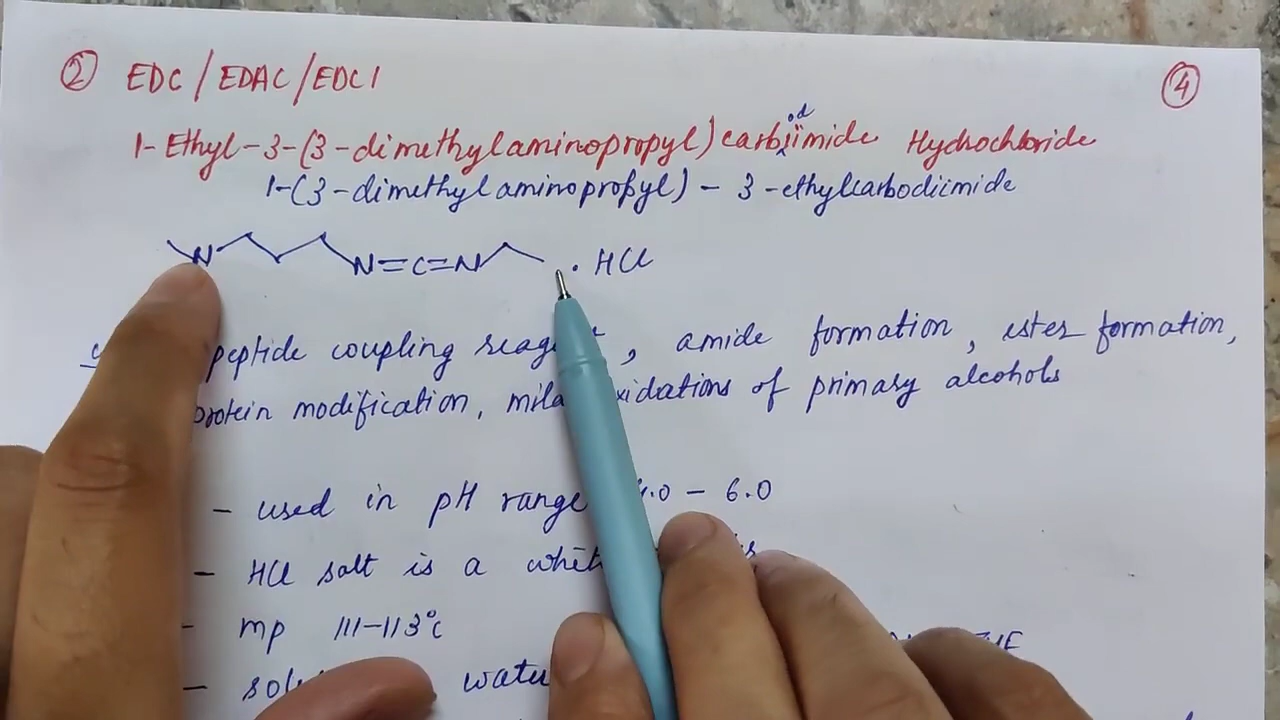 ② EDC / EDAC / EDCI
④
1-Ethyl-3-(3-dimethylaminopropyl) carbodiimide Hydrochloride
1-(3-dimethylaminopropyl) - 3-ethylcarbodiimide
N=C=N . HCl
peptide coupling , amide formation , ester formation,
protein modification, oxidations of primary alcohols
- used in pH range - 6.0
- HCl salt is a
- mp 111-113°C
- water